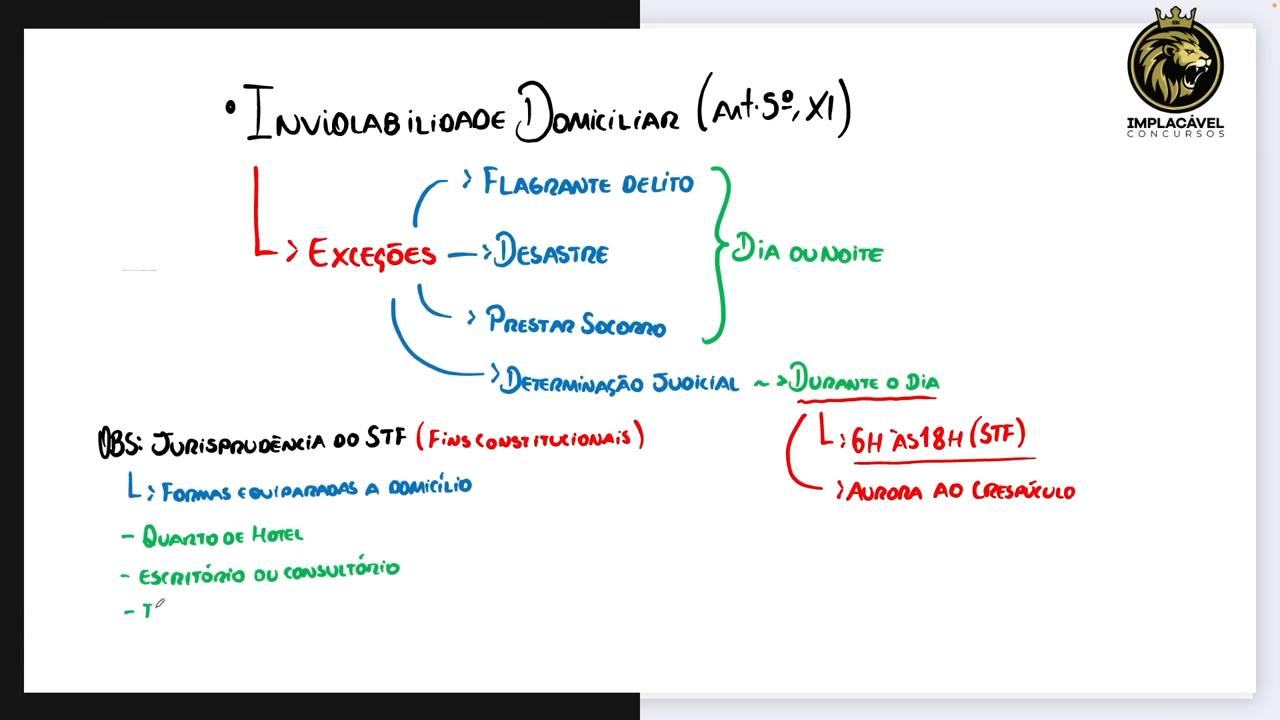 IMPLACÁVEL
CONCURSOS
• INVIOLABILIDADE DOMICILIAR (Art. 5º, XI)
> FLAGRANTE DELITO
> EXCEÇÕES
> DESASTRE
DIA OU NOITE
> PRESTAR SOCORRO
> DETERMINAÇÃO JUDICIAL ~> DURANTE O DIA
OBS: JURISPRUDÊNCIA DO STF (FINS CONSTITUCIONAIS)
> 6H ÀS 18H (STF)
> FORMAS EQUIPARADAS A DOMICÍLIO
> AURORA AO CRESPÚCULO
- QUARTO DE HOTEL
- ESCRITÓRIO OU CONSULTÓRIO
- T